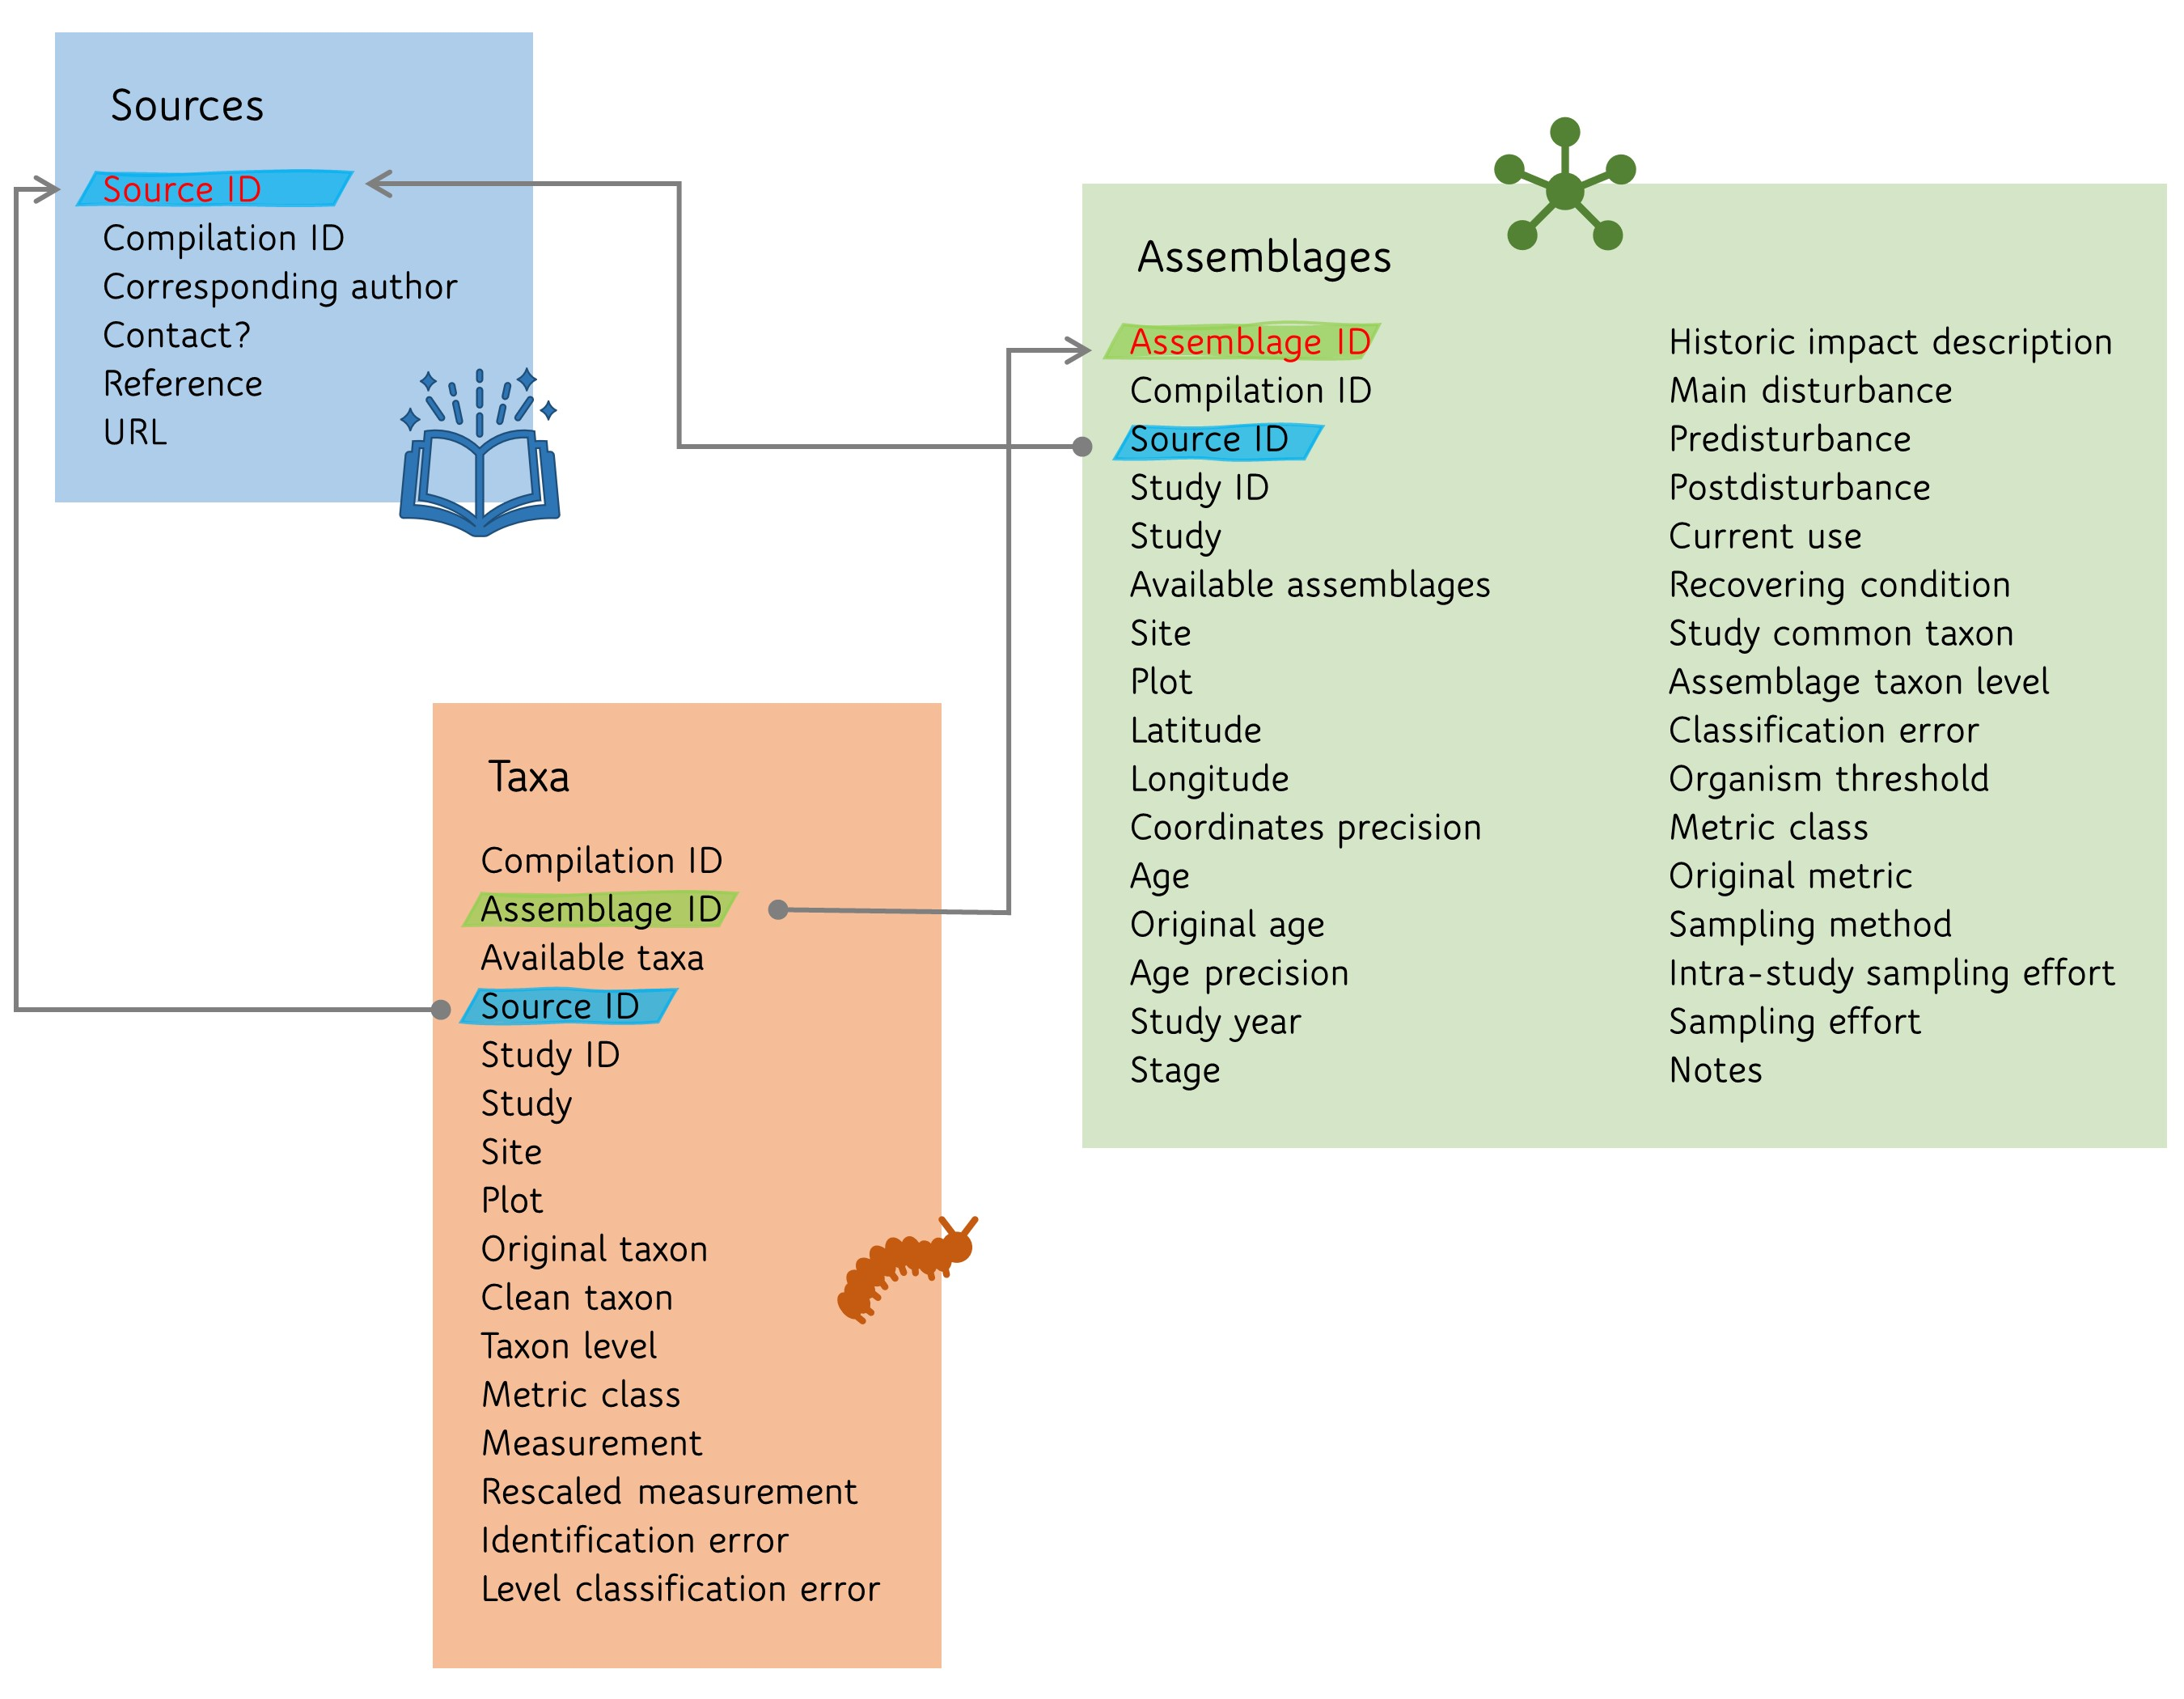 Sources
Source ID
Compilation ID
Corresponding author
Contact?
Reference
URL
Assemblages
Assemblage ID
Compilation ID
Source ID
Study ID
Study
Available assemblages
Site
Plot
Latitude
Longitude
Coordinates precision
Age
Original age
Age precision
Study year
Stage
Historic impact description
Main disturbance
Predisturbance
Postdisturbance
Current use
Recovering condition
Study common taxon
Assemblage taxon level
Classification error
Organism threshold
Metric class
Original metric
Sampling method
Intra-study sampling effort
Sampling effort
Notes
Taxa
Compilation ID
Assemblage ID
Available taxa
Source ID
Study ID
Study
Site
Plot
Original taxon
Clean taxon
Taxon level
Metric class
Measurement
Rescaled measurement
Identification error
Level classification error